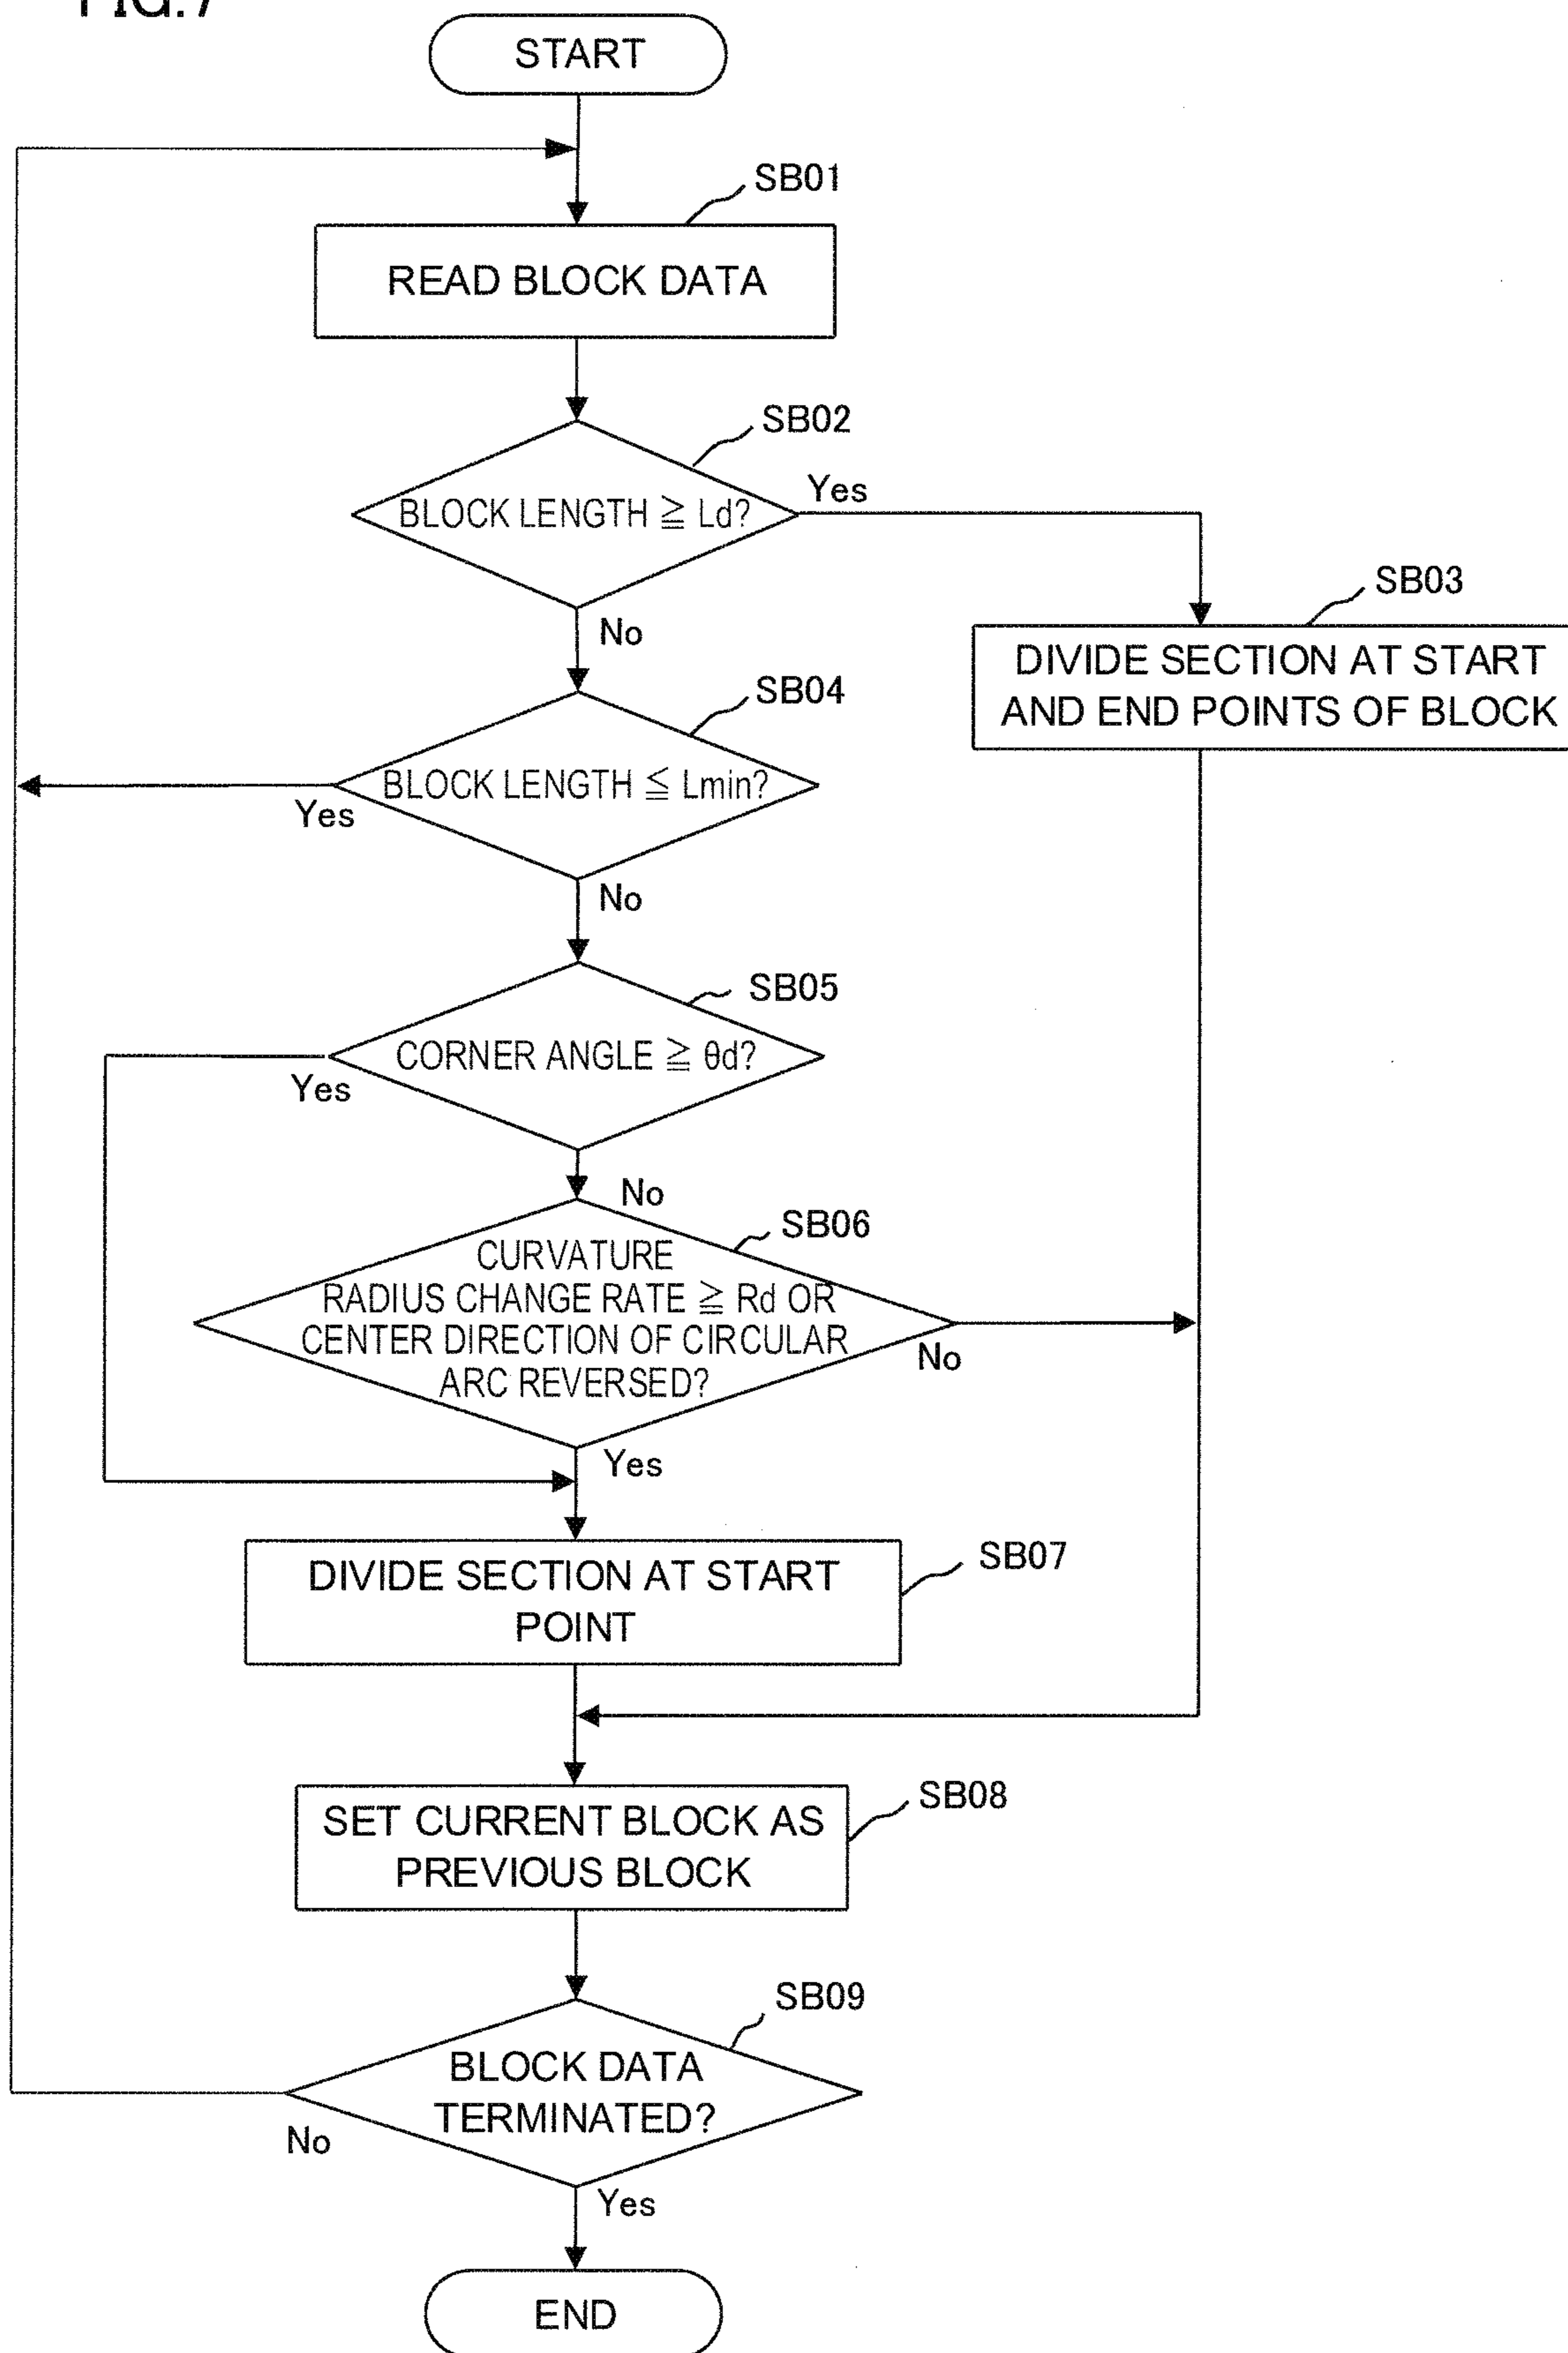 FIG.7
START
SB01
READ BLOCK DATA
SB02
BLOCK LENGTH ≧ Ld?
Yes
No
SB03
DIVIDE SECTION AT START
AND END POINTS OF BLOCK
SB04
BLOCK LENGTH ≦ Lmin?
Yes
No
SB05
CORNER ANGLE ≧ θd?
Yes
No
SB06
CURVATURE
RADIUS CHANGE RATE ≧ Rd OR
CENTER DIRECTION OF CIRCULAR
ARC REVERSED?
No
Yes
SB07
DIVIDE SECTION AT START
POINT
SB08
SET CURRENT BLOCK AS
PREVIOUS BLOCK
SB09
BLOCK DATA
TERMINATED?
No
Yes
END